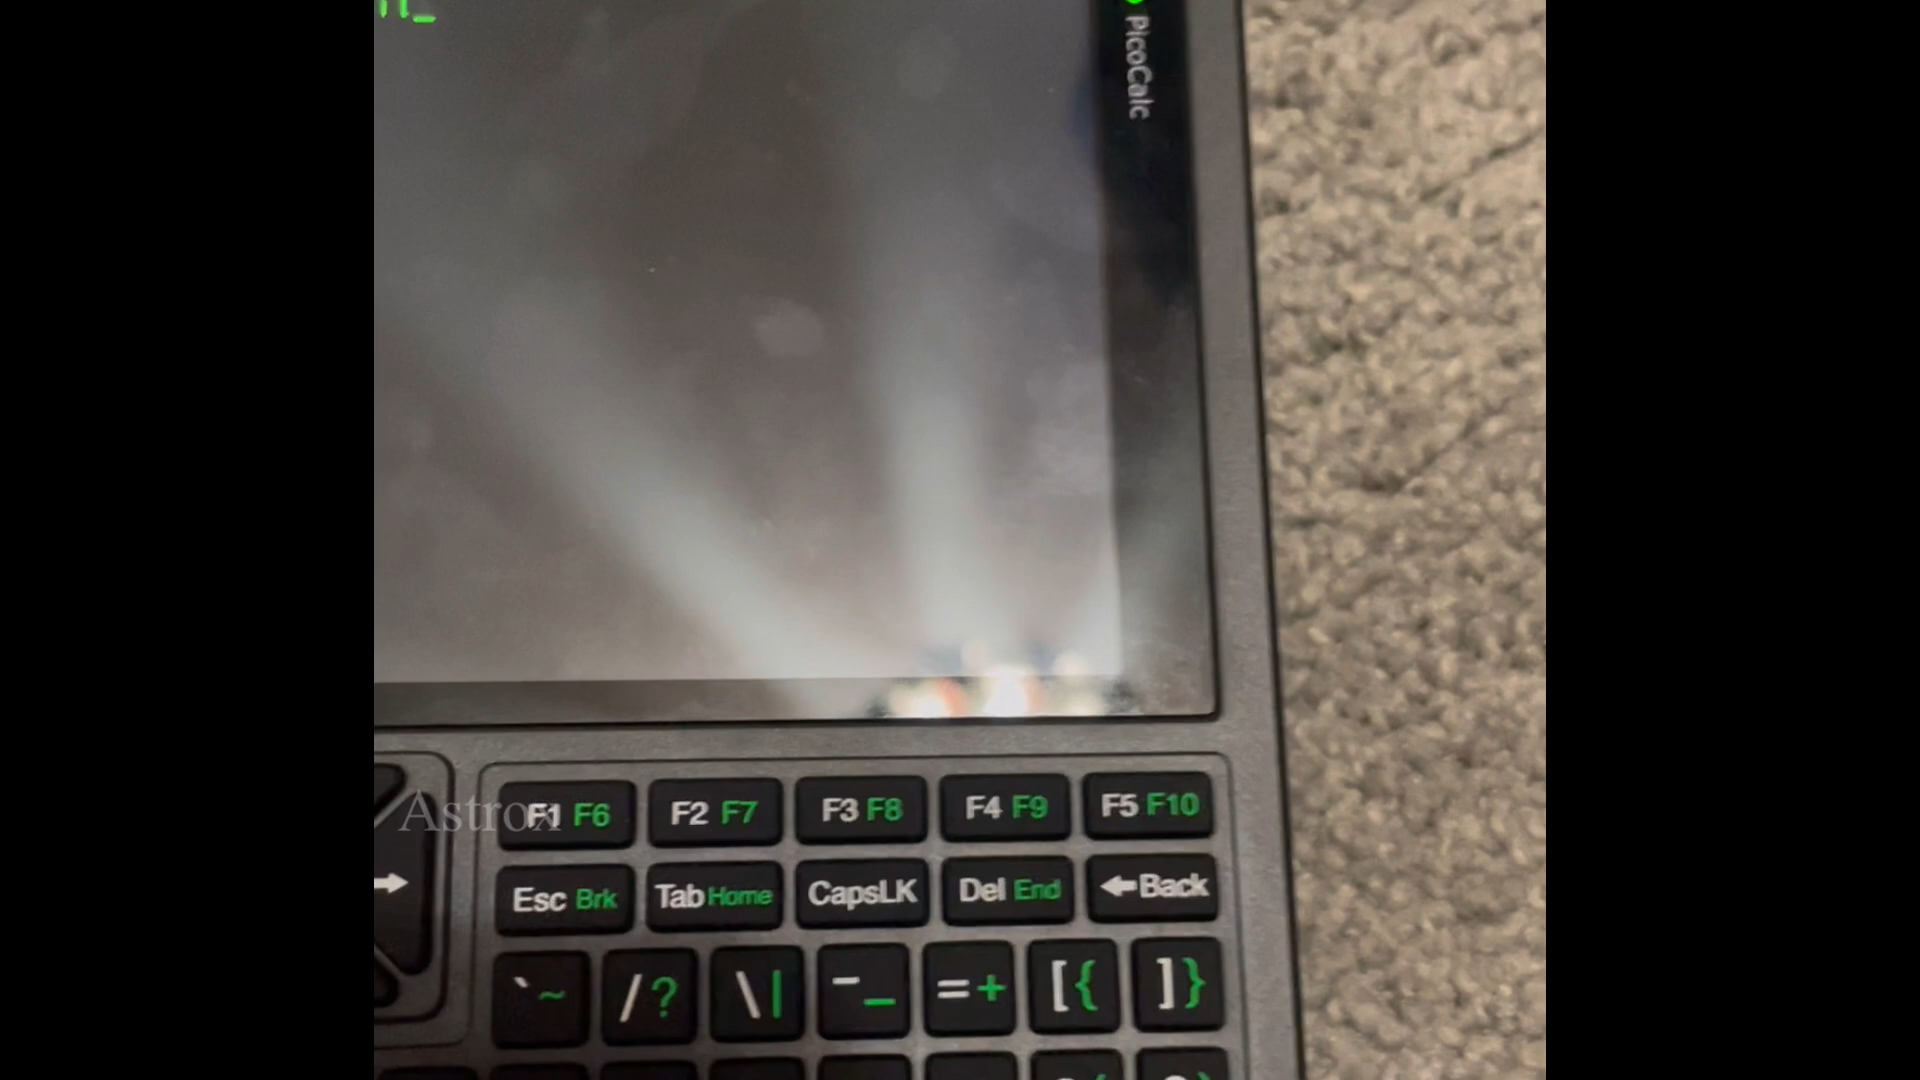 PicoCalc
F1 F6 F2 F7 F3 F8 F4 F9 F5 F10
Astrox
Esc Brk Tab Home CapsLK Del End ←Back
` ~ / ? \ | - _ = + [ { ] }